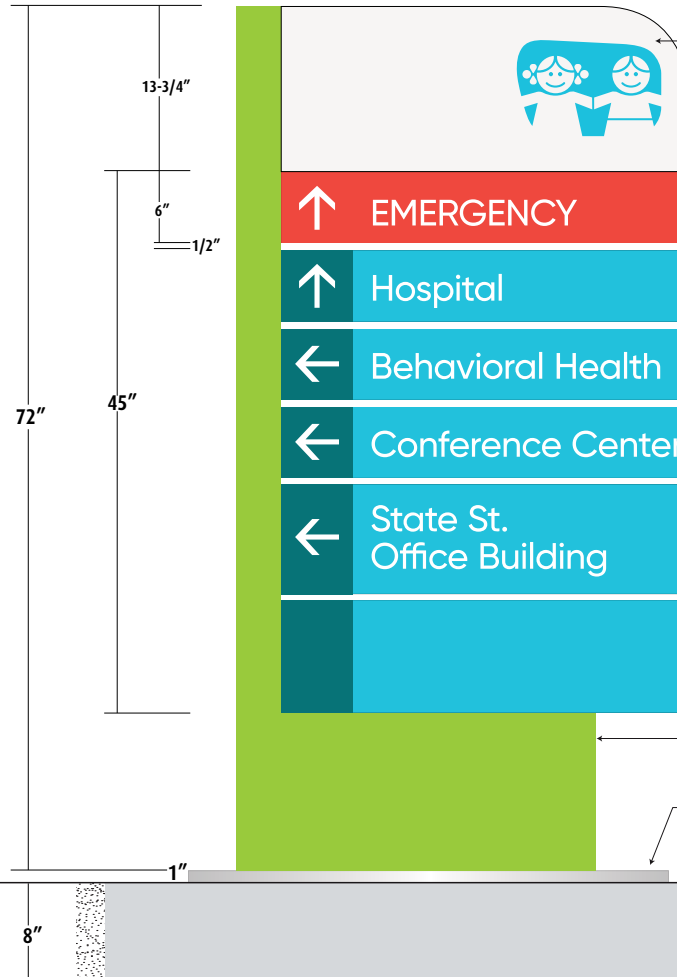 13-3/4"
6"
1/2"
72"
45"
1"
8"
EMERGENCY
Hospital
Behavioral Health
Conference Center
State St.
Office Building